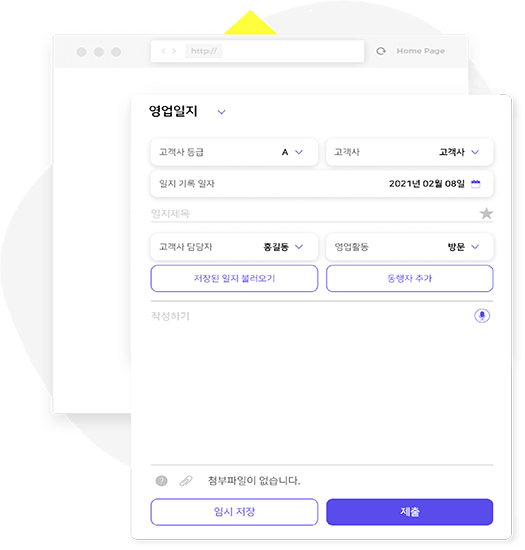 http://
Home Page
영업일지
고객사 등급 A 고객사 고객사
일지 기록 일자 2021년 02월 08일
일지제목
고객사 담당자 홍길동 영업활동 방문
저장된 일지 불러오기 동행자 추가
작성하기
? 첨부파일이 없습니다.
임시 저장 제출